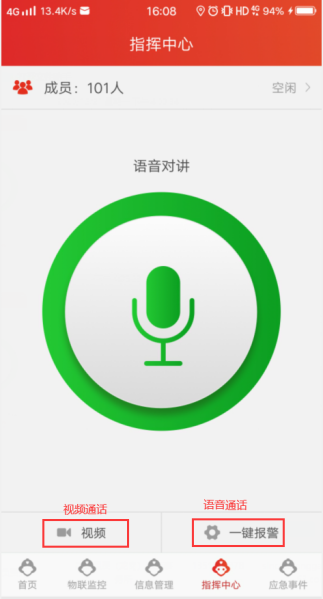 4G 13.4K/s 16:08 HD 4G 94%
指挥中心
成员：101人 空闲
语音对讲
视频通话 语音通话
视频 一键报警
首页 物联监控 信息管理 指挥中心 应急事件